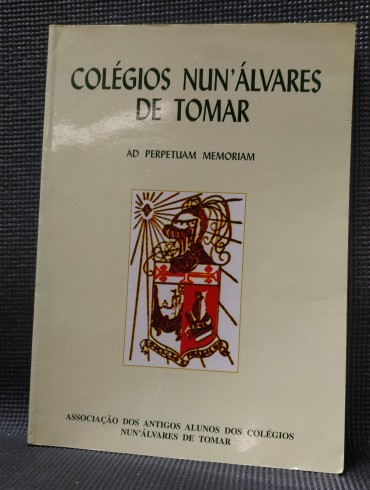 COLÉGIOS NUN'ÁLVARES
DE TOMAR
AD PERPETUAM MEMORIAM
ASSOCIAÇÃO DOS ANTIGOS ALUNOS DOS COLÉGIOS
NUN'ÁLVARES DE TOMAR